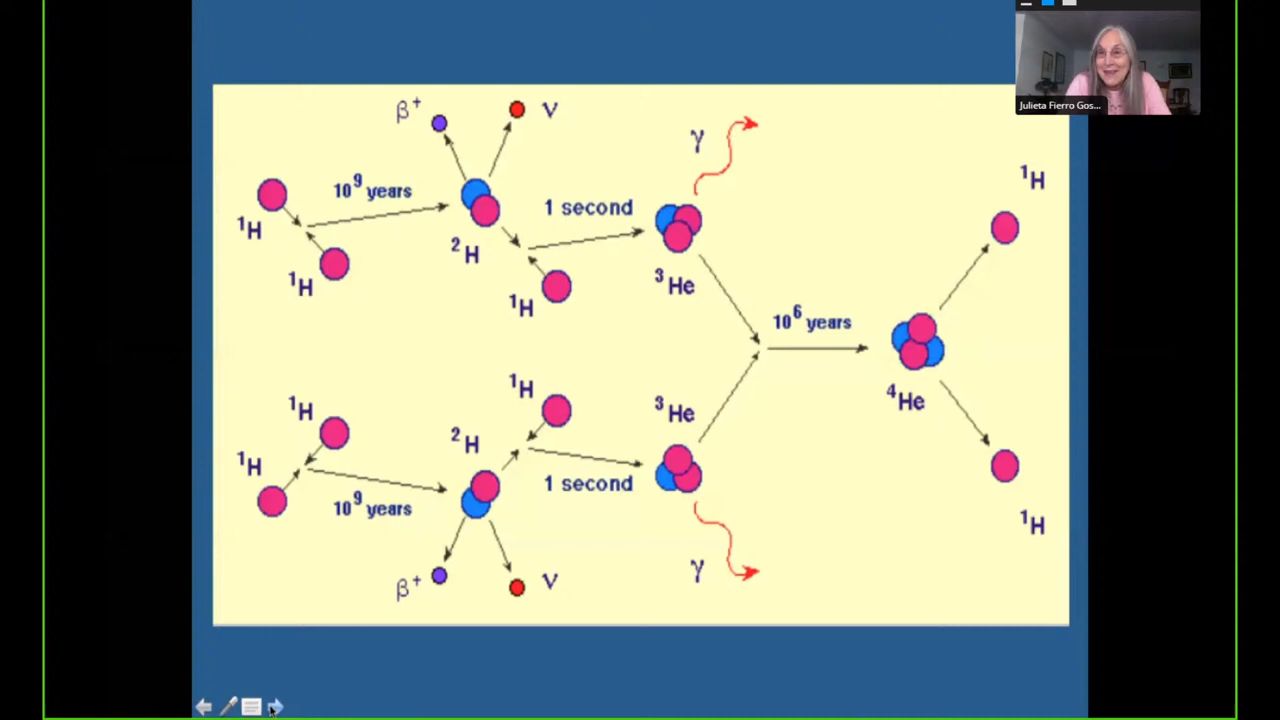 Julieta Fierro Gos...
β⁺
ν
γ
¹H
10⁹ years
1 second
¹H
²H
¹H
¹H
³He
10⁶ years
¹H
¹H
³He
⁴He
¹H
²H
¹H
10⁹ years
1 second
¹H
β⁺
ν
γ